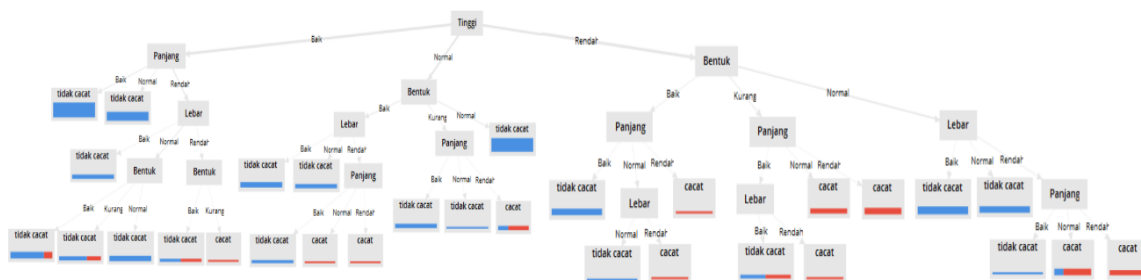 Tinggi
Baik Normal Rendah
Panjang Bentuk Bentuk
Baik Normal Rendah Baik Kurang Normal Baik Kurang Normal
tidak cacat tidak cacat Lebar Lebar Panjang tidak cacat Panjang Panjang Lebar
Baik Normal Rendah Baik Normal Rendah Baik Normal Rendah Baik Normal Rendah Baik Normal Rendah Baik Normal Rendah
tidak cacat Bentuk Bentuk tidak cacat tidak cacat Panjang tidak cacat tidak cacat cacat tidak cacat Lebar cacat Lebar cacat cacat tidak cacat tidak cacat Panjang
Baik Kurang Normal Baik Kurang Baik Normal Rendah Normal Rendah Baik Rendah Baik Normal Rendah
tidak cacat tidak cacat tidak cacat tidak cacat cacat tidak cacat cacat cacat tidak cacat cacat tidak cacat cacat tidak cacat cacat cacat